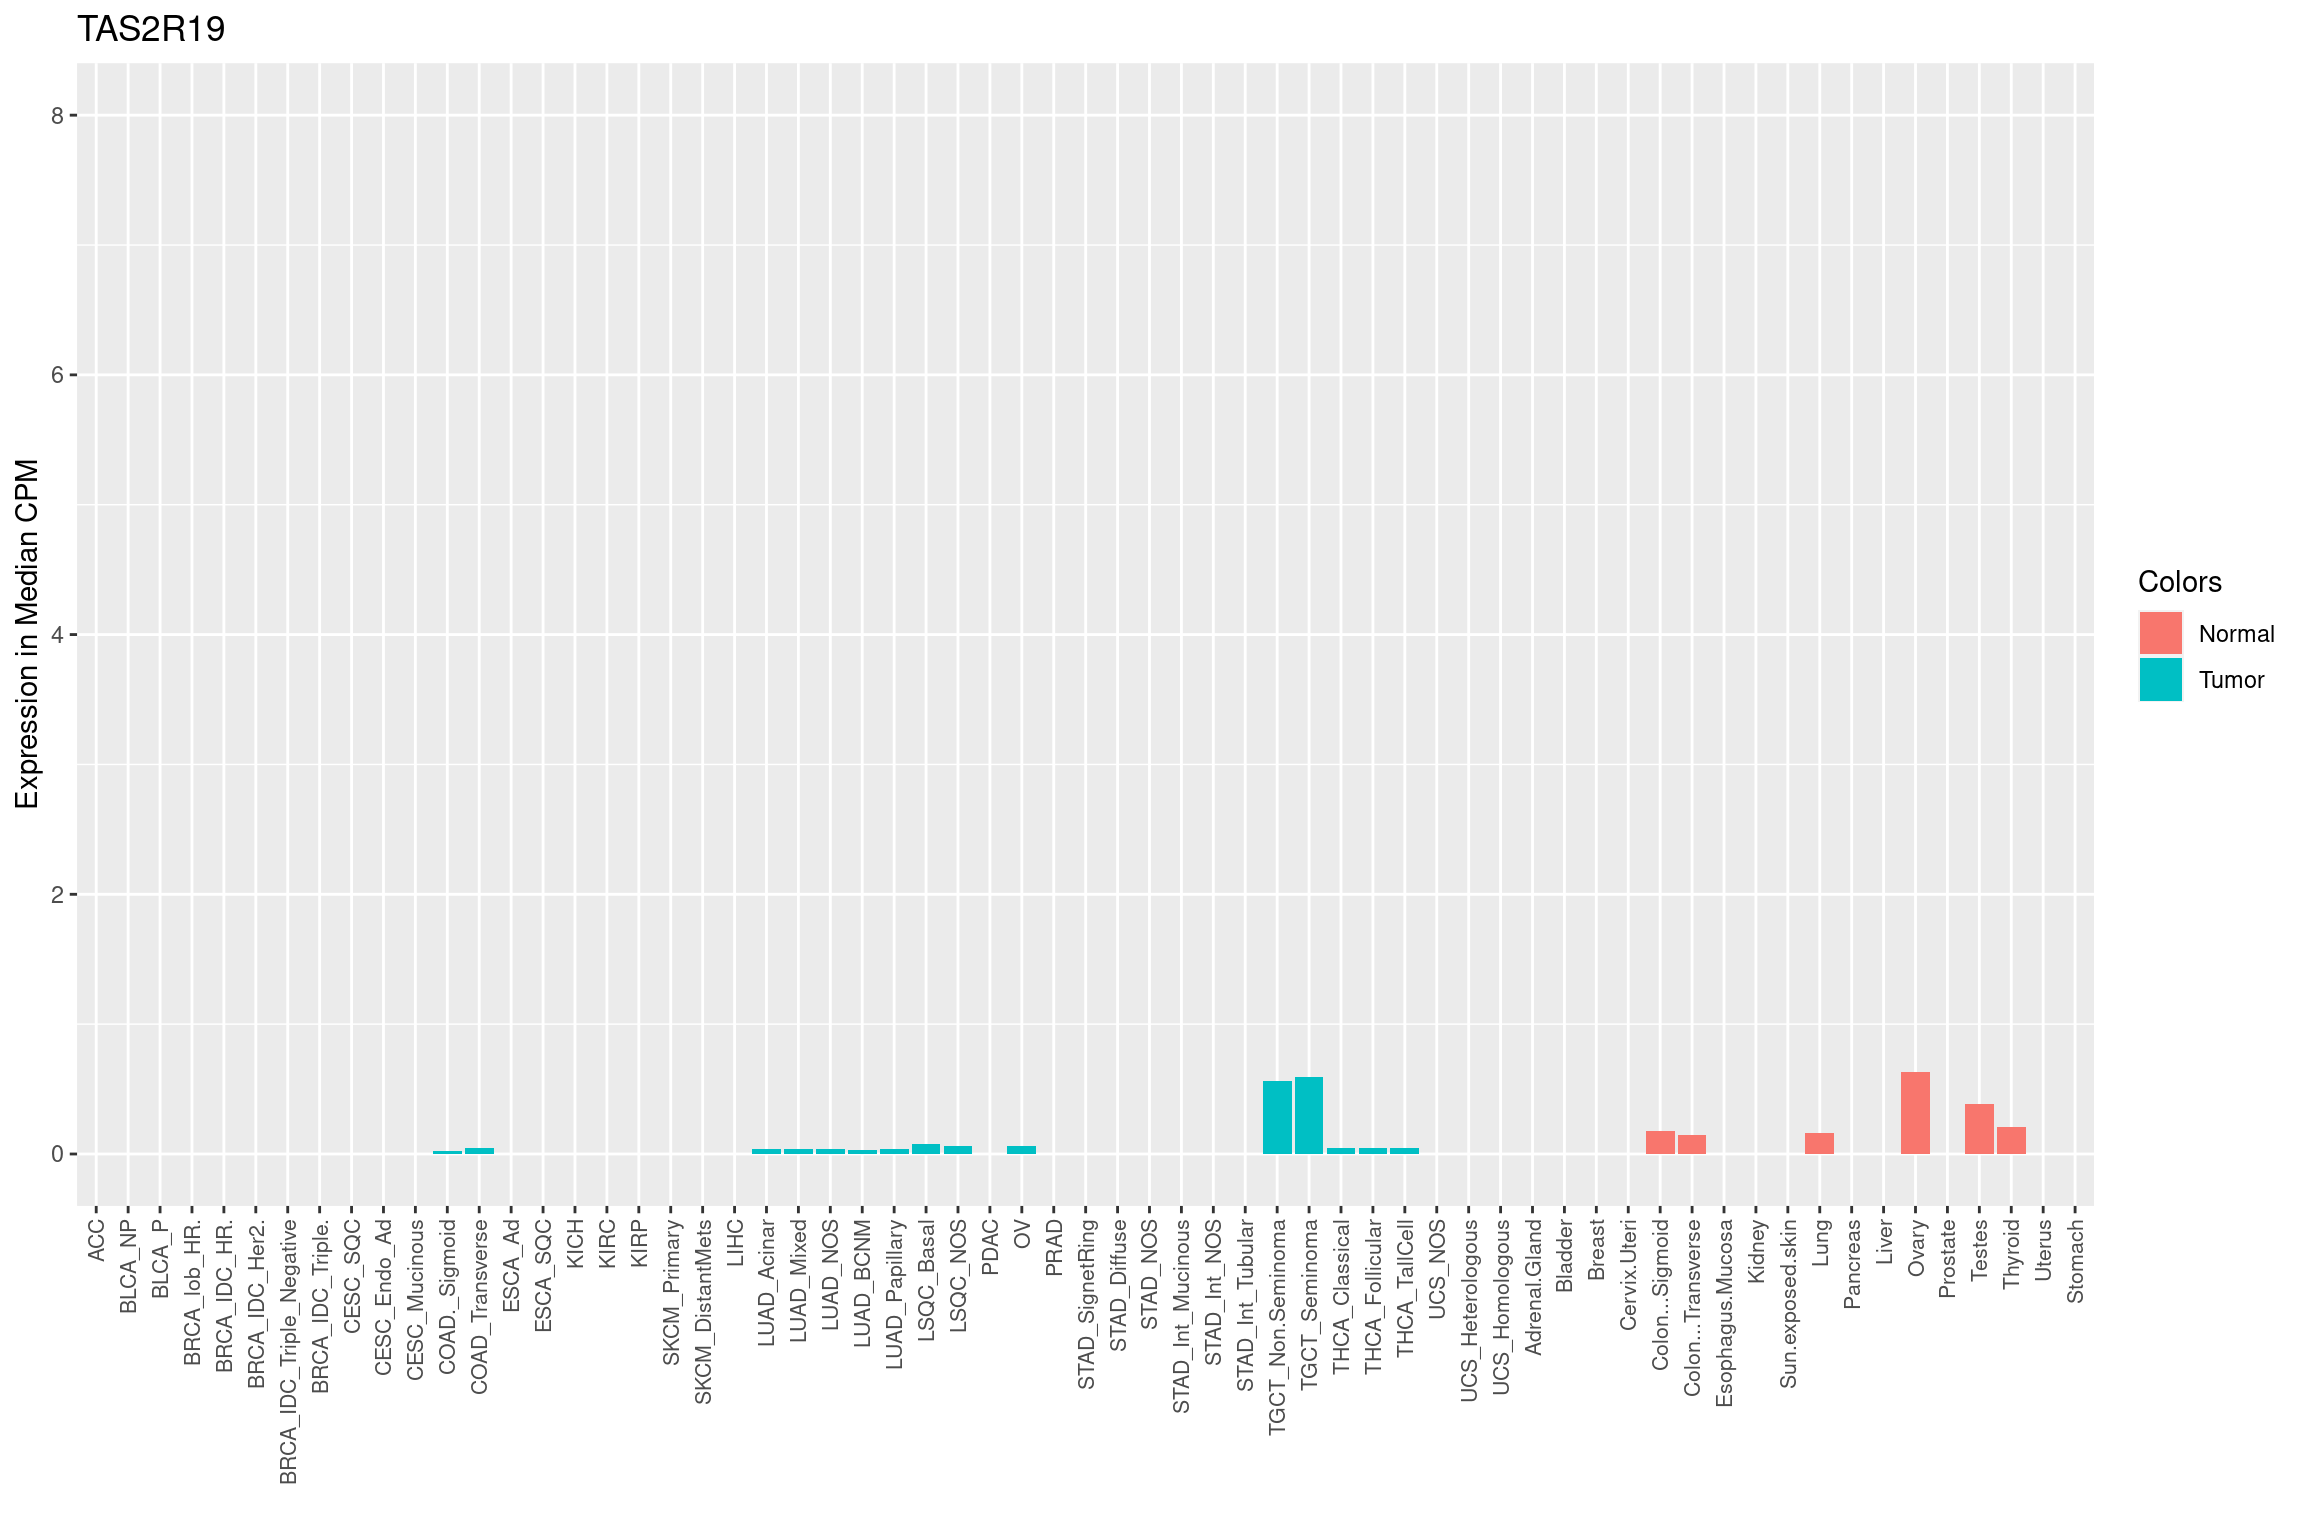 TAS2R19
Expression in Median CPM
8
6
4
2
0
ACC
BLCA_NP
BLCA_P
BRCA_lob_HR.
BRCA_IDC_HR.
BRCA_IDC_Her2.
BRCA_IDC_Triple_Negative
BRCA_IDC_Triple.
CESC_SQC
CESC_Endo_Ad
CESC_Mucinous
COAD._Sigmoid
COAD_Transverse
ESCA_Ad
ESCA_SQC
KICH
KIRC
KIRP
SKCM_Primary
SKCM_DistantMets
LIHC
LUAD_Acinar
LUAD_Mixed
LUAD_NOS
LUAD_BCNM
LUAD_Papillary
LSQC_Basal
LSQC_NOS
PDAC
OV
PRAD
STAD_SignetRing
STAD_Diffuse
STAD_NOS
STAD_Int_Mucinous
STAD_Int_NOS
STAD_Int_Tubular
TGCT_Non.Seminoma
TGCT_Seminoma
THCA_Classical
THCA_Follicular
THCA_TallCell
UCS_NOS
UCS_Heterologous
UCS_Homologous
Adrenal.Gland
Bladder
Breast
Cervix.Uteri
Colon...Sigmoid
Colon...Transverse
Esophagus.Mucosa
Kidney
Sun.exposed.skin
Lung
Pancreas
Liver
Ovary
Prostate
Testes
Thyroid
Uterus
Stomach
Colors
Normal
Tumor